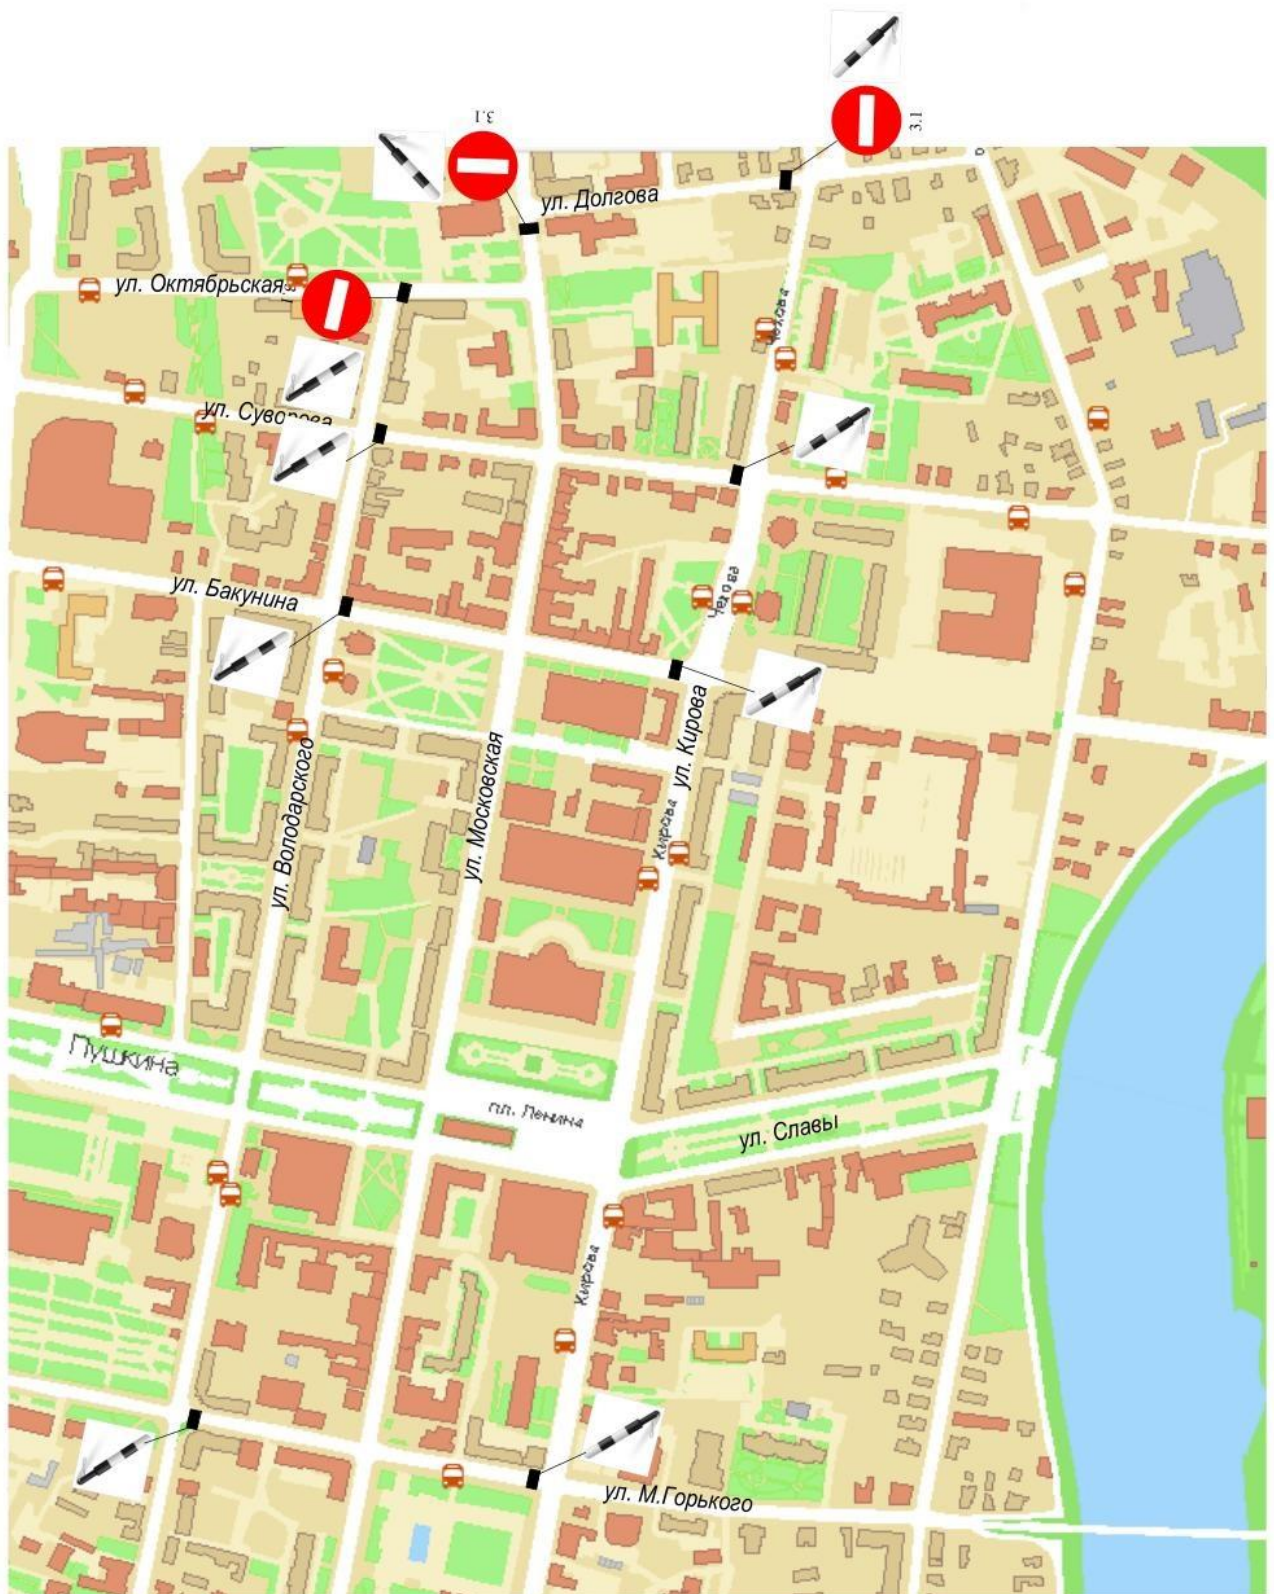 3.1
3.1
ул. Долгова
ул. Октябрьская
Чехова
ул. Суворова
ул. Бакунина
Чехова
ул. Кирова
ул. Московская
ул. Володарского
Кирова
Пушкина
пл. Ленина
ул. Славы
Кирова
ул. М.Горького